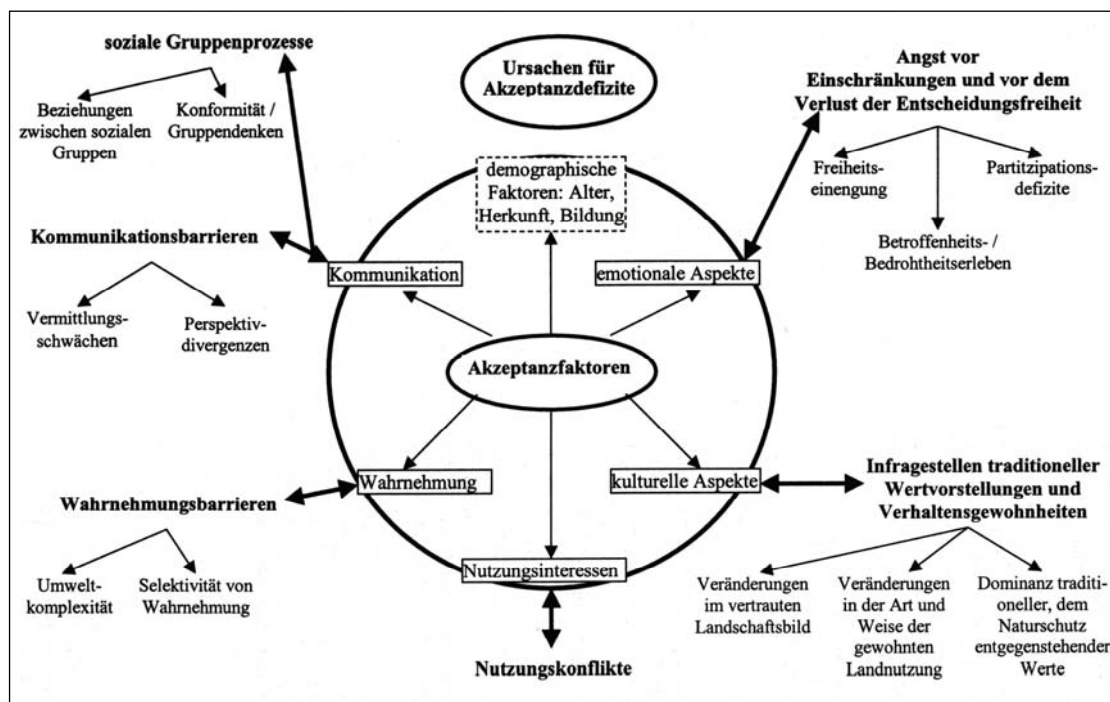 soziale Gruppenprozesse
Beziehungen
zwischen sozialen
Gruppen
Konformität /
Gruppendenken
Ursachen für
Akzeptanzdefizite
Angst vor
Einschränkungen und vor dem
Verlust der Entscheidungsfreiheit
Freiheits-
einengung
Partitzipations-
defizite
Betroffenheits- /
Bedrohtheitserleben
demographische
Faktoren: Alter,
Herkunft, Bildung
Kommunikationsbarrieren
Vermittlungs-
schwächen
Perspektiv-
divergenzen
Kommunikation
emotionale Aspekte
Akzeptanzfaktoren
Wahrnehmung
kulturelle Aspekte
Nutzungsinteressen
Wahrnehmungsbarrieren
Umwelt-
komplexität
Selektivität von
Wahrnehmung
Infragestellen traditioneller
Wertvorstellungen und
Verhaltensgewohnheiten
Veränderungen
im vertrauten
Landschaftsbild
Veränderungen
in der Art und
Weise der
gewohnten
Landnutzung
Dominanz traditi-
oneller, dem
Naturschutz
entgegenstehender
Werte
Nutzungskonflikte